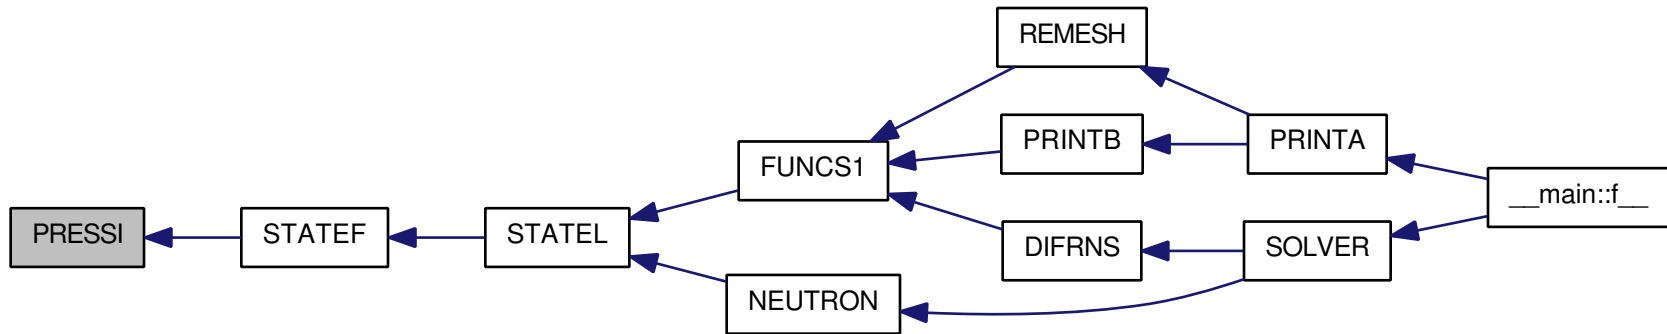 REMESH
PRINTB
PRINTA
FUNCS1
__main::f__
PRESSI
STATEF
STATEL
DIFRNS
SOLVER
NEUTRON